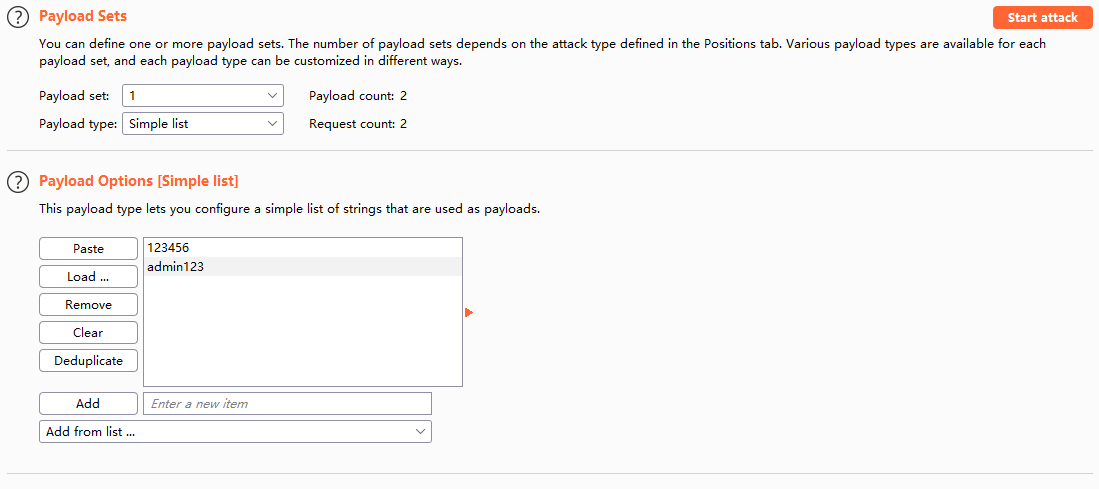 ? Payload Sets
Start attack
You can define one or more payload sets. The number of payload sets depends on the attack type defined in the Positions tab. Various payload types are available for each
payload set, and each payload type can be customized in different ways.
Payload set: 1 Payload count: 2
Payload type: Simple list Request count: 2
? Payload Options [Simple list]
This payload type lets you configure a simple list of strings that are used as payloads.
Paste
Load ...
Remove
Clear
Deduplicate
123456
admin123
Add
Enter a new item
Add from list ...